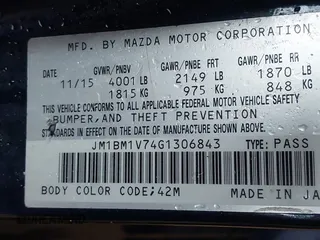 MFD. BY MAZDA MOTOR CORPORATION
GVWR/PNBV GAWR/PNBE FRT GAWR/PNBE RR
11/15 4001 LB 2149 LB 1870 LB
1815 KG 975 KG 848 KG
THIS VEHICLE CONFORMS TO ALL APPLICABLE FEDERAL MOTOR VEHICLE SAFETY
BUMPER, AND THEFT PREVENTION
STANDARDS IN EFFECT ON THE DATE OF MANUFACTURE SHOWN ABOVE.
JM1BM1V74G1306843 TYPE: PASS
BODY COLOR CODE;42M
MADE IN JA